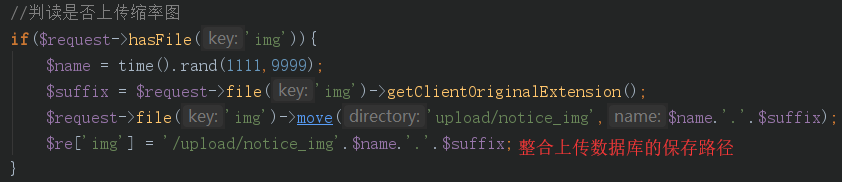 //判读是否上传缩率图
if($request->hasFile( key: 'img')){
$name = time().rand(1111,9999);
$suffix = $request->file( key: 'img')->getClientOriginalExtension();
$request->file( key: 'img')->move( directory: 'upload/notice_img', name: $name.'.'.$suffix);
$re['img'] = '/upload/notice_img'.$name.'.'.$suffix; 整合上传数据库的保存路径
}